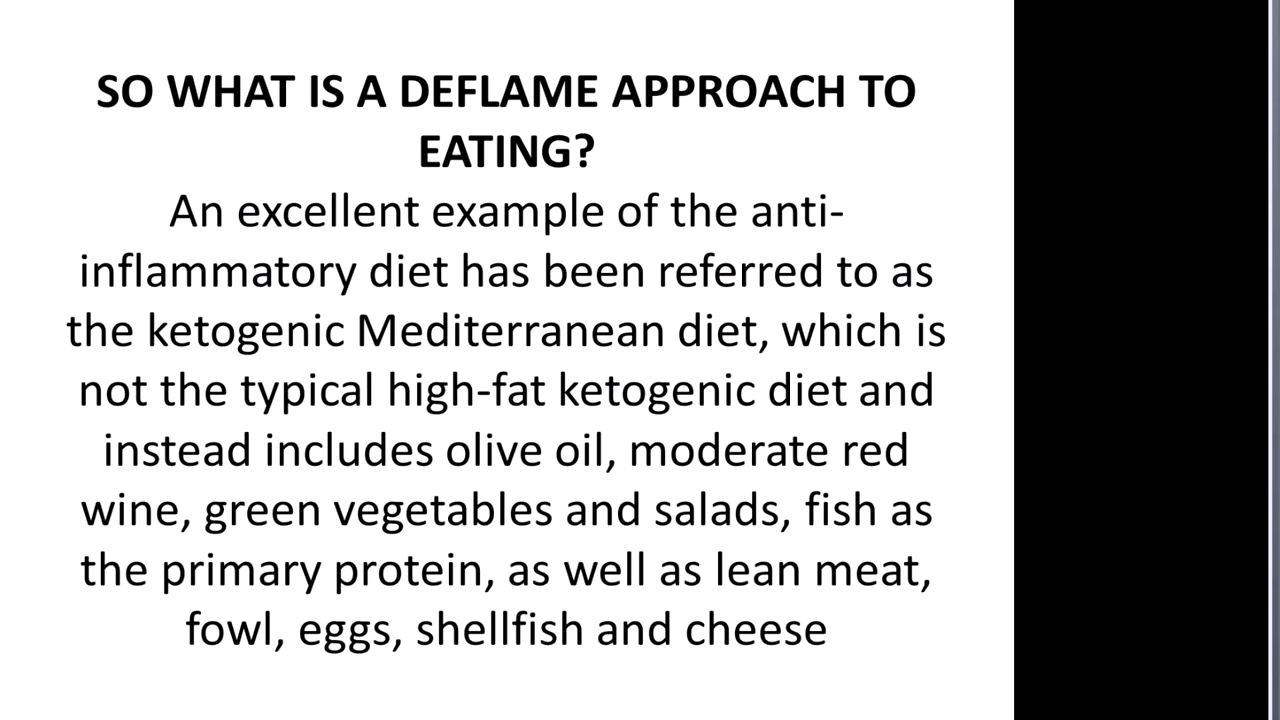 SO WHAT IS A DEFLAME APPROACH TO
EATING?
An excellent example of the anti-
inflammatory diet has been referred to as
the ketogenic Mediterranean diet, which is
not the typical high-fat ketogenic diet and
instead includes olive oil, moderate red
wine, green vegetables and salads, fish as
the primary protein, as well as lean meat,
fowl, eggs, shellfish and cheese